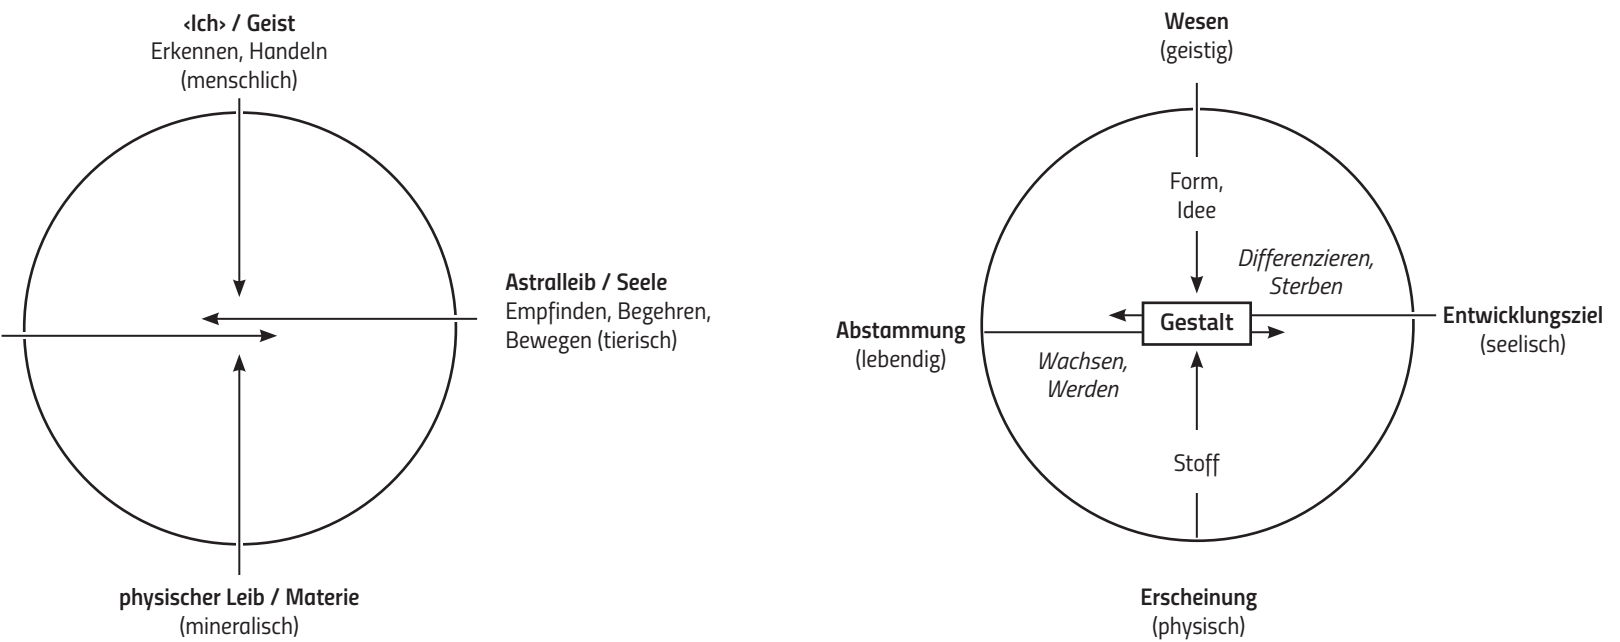 ‹Ich› / Geist
Erkennen, Handeln
(menschlich)
Astralleib / Seele
Empfinden, Begehren,
Bewegen (tierisch)
physischer Leib / Materie
(mineralisch)
Wesen
(geistig)
Form,
Idee
Differenzieren,
Sterben
Abstammung
(lebendig)
Gestalt
Entwicklungsziel
(seelisch)
Wachsen,
Werden
Stoff
Erscheinung
(physisch)